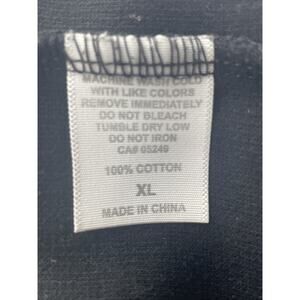 MACHINE WASH COLD
WITH LIKE COLORS
REMOVE IMMEDIATELY
DO NOT BLEACH
TUMBLE DRY LOW
DO NOT IRON
CA# 05249
100% COTTON
XL
MADE IN CHINA